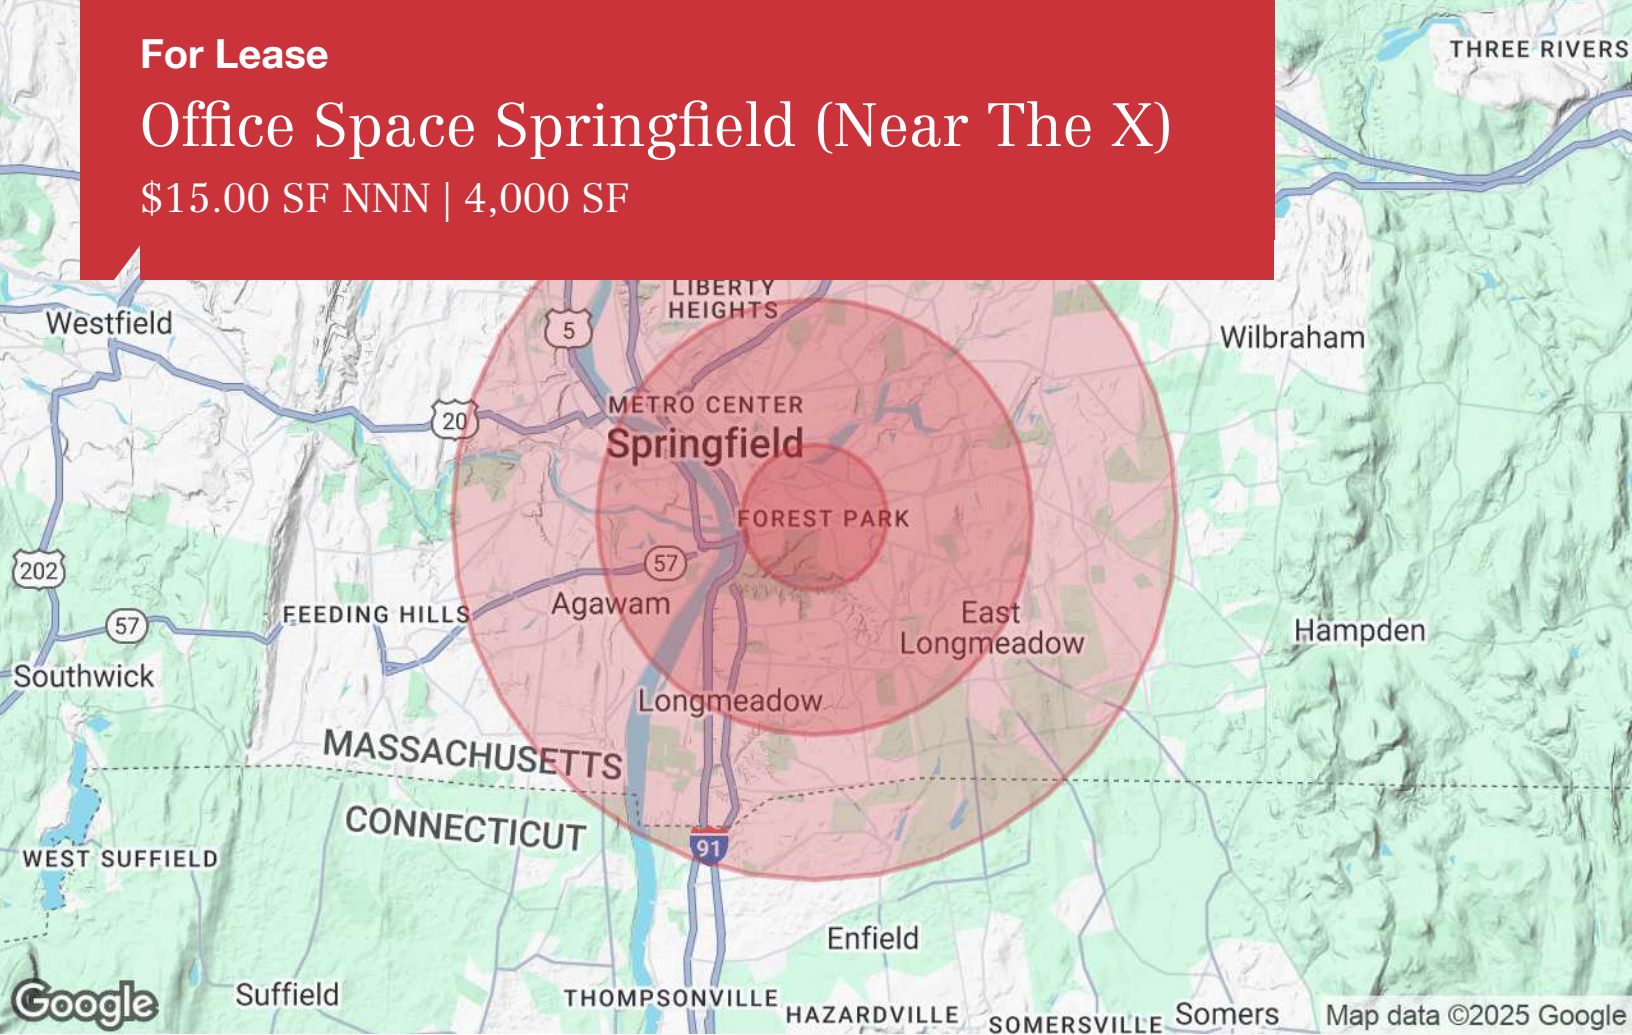 For Lease
Office Space Springfield (Near The X)
$15.00 SF NNN | 4,000 SF
THREE RIVERS
LIBERTY
HEIGHTS
Westfield
5
Wilbraham
METRO CENTER
20
Springfield
FOREST PARK
57
202
Agawam
FEEDING HILLS
57
East
Longmeadow
Hampden
Southwick
Longmeadow
MASSACHUSETTS
CONNECTICUT
91
WEST SUFFIELD
Enfield
Google
Suffield
THOMPSONVILLE
HAZARDVILLE
SOMERSVILLE
Somers
Map data ©2025 Google